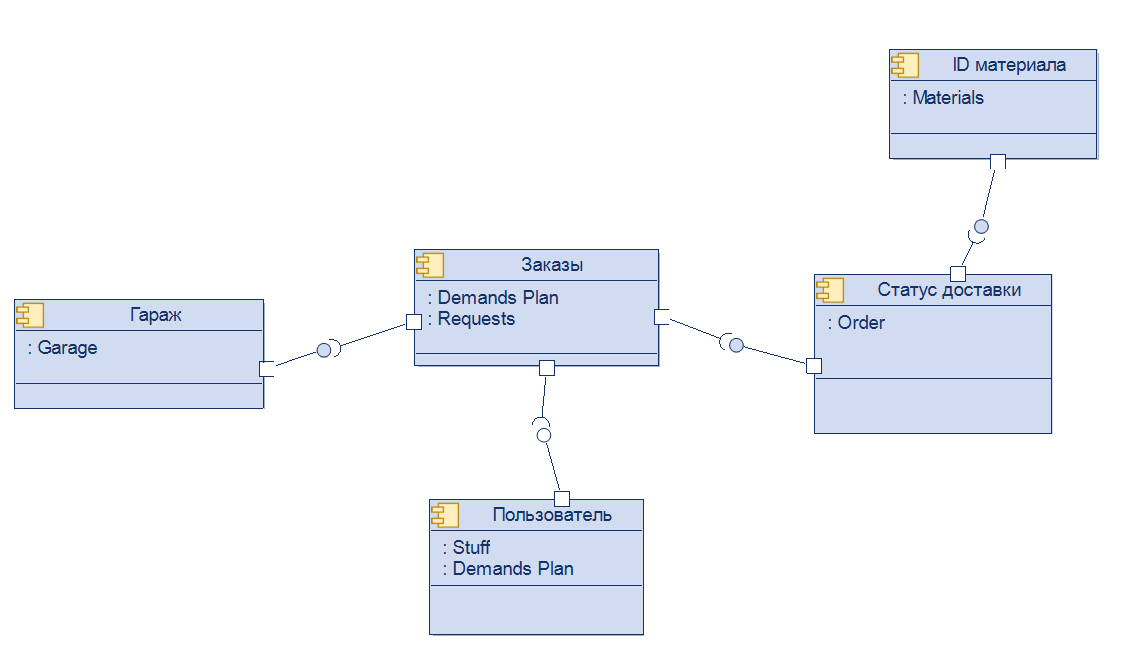 ID материала
: Materials
Заказы
: Demands Plan
: Requests
Статус доставки
: Order
Гараж
: Garage
Пользователь
: Stuff
: Demands Plan